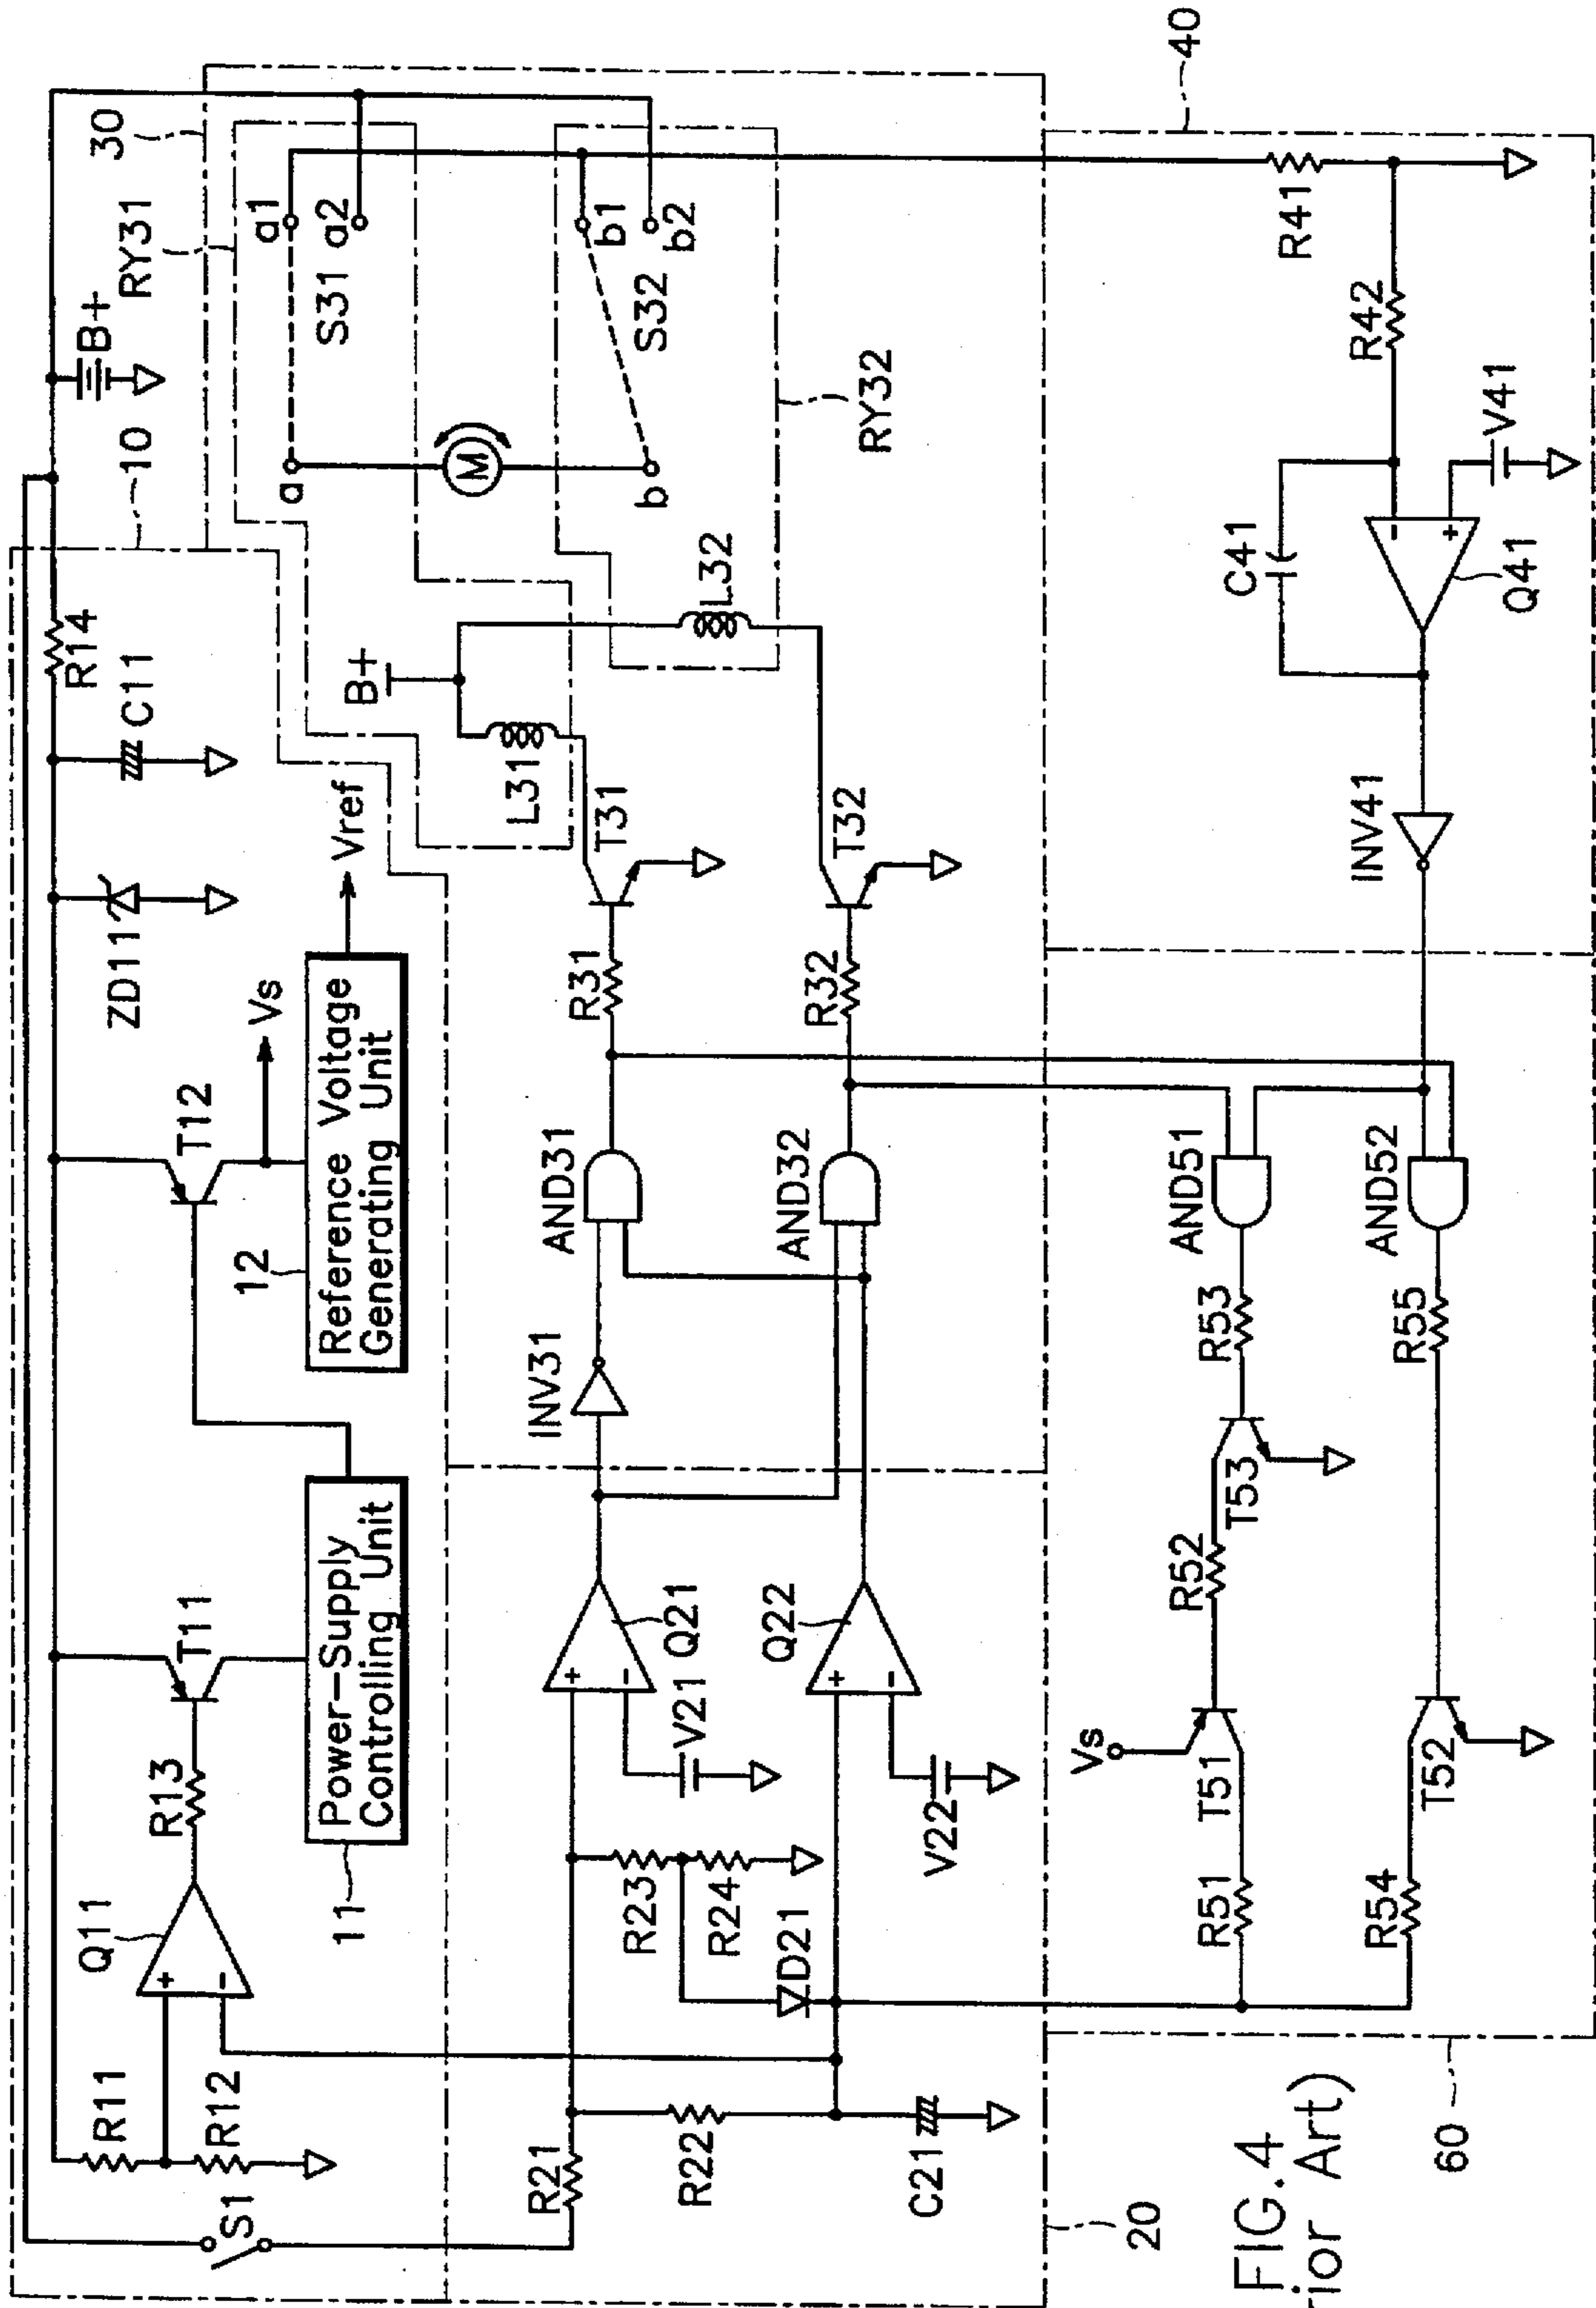 10
B+
30
RY31
R14
C11
ZD11
T12
T11
R13
Q11
+
-
R11
R12
S1
Vs
Vref
12
Reference Voltage
Generating Unit
11
Power-Supply
Controlling Unit
a1
a2
S31
a
M
b
b1
b2
S32
RY32
B+
L31
L32
T31
T32
R31
R32
AND31
AND32
INV31
Q21
+
-
V21
Q22
+
-
V22
R23
R24
ZD21
R21
R22
C21
20
40
R41
R42
C41
V41
-
+
Q41
INV41
AND51
AND52
R53
R55
T53
R52
Vs
T51
T52
R51
R54
60
FIG.4
rior Art)